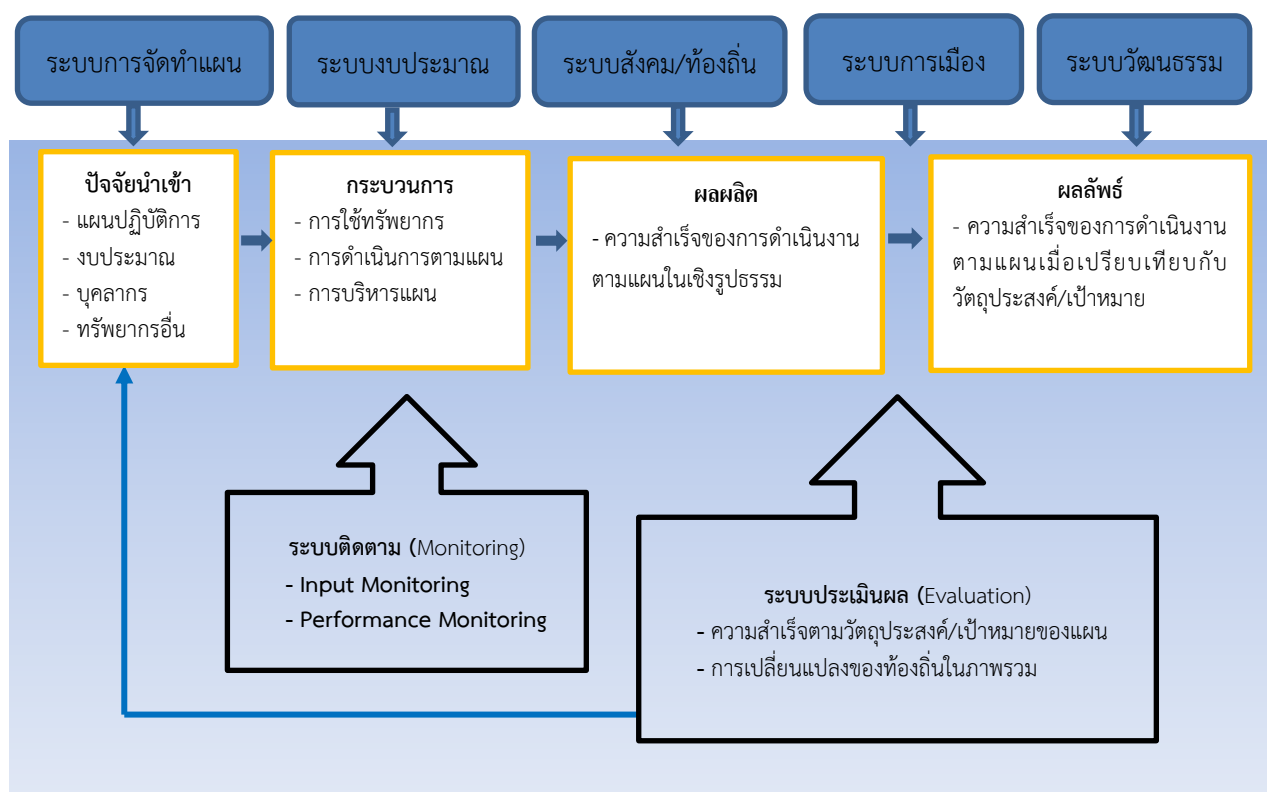 ระบบการจัดทำแผน
ระบบงบประมาณ
ระบบสังคม/ท้องถิ่น
ระบบการเมือง
ระบบวัฒนธรรม
ปัจจัยนำเข้า
- แผนปฏิบัติการ
- งบประมาณ
- บุคลากร
- ทรัพยากรอื่น
กระบวนการ
- การใช้ทรัพยากร
- การดำเนินการตามแผน
- การบริหารแผน
ผลผลิต
- ความสำเร็จของการดำเนินงาน
ตามแผนในเชิงรูปธรรม
ผลลัพธ์
- ความสำเร็จของการดำเนินงาน
ตามแผนเมื่อเปรียบเทียบกับ
วัตถุประสงค์/เป้าหมาย
ระบบติดตาม (Monitoring)
- Input Monitoring
- Performance Monitoring
ระบบประเมินผล (Evaluation)
- ความสำเร็จตามวัตถุประสงค์/เป้าหมายของแผน
- การเปลี่ยนแปลงของท้องถิ่นในภาพรวม